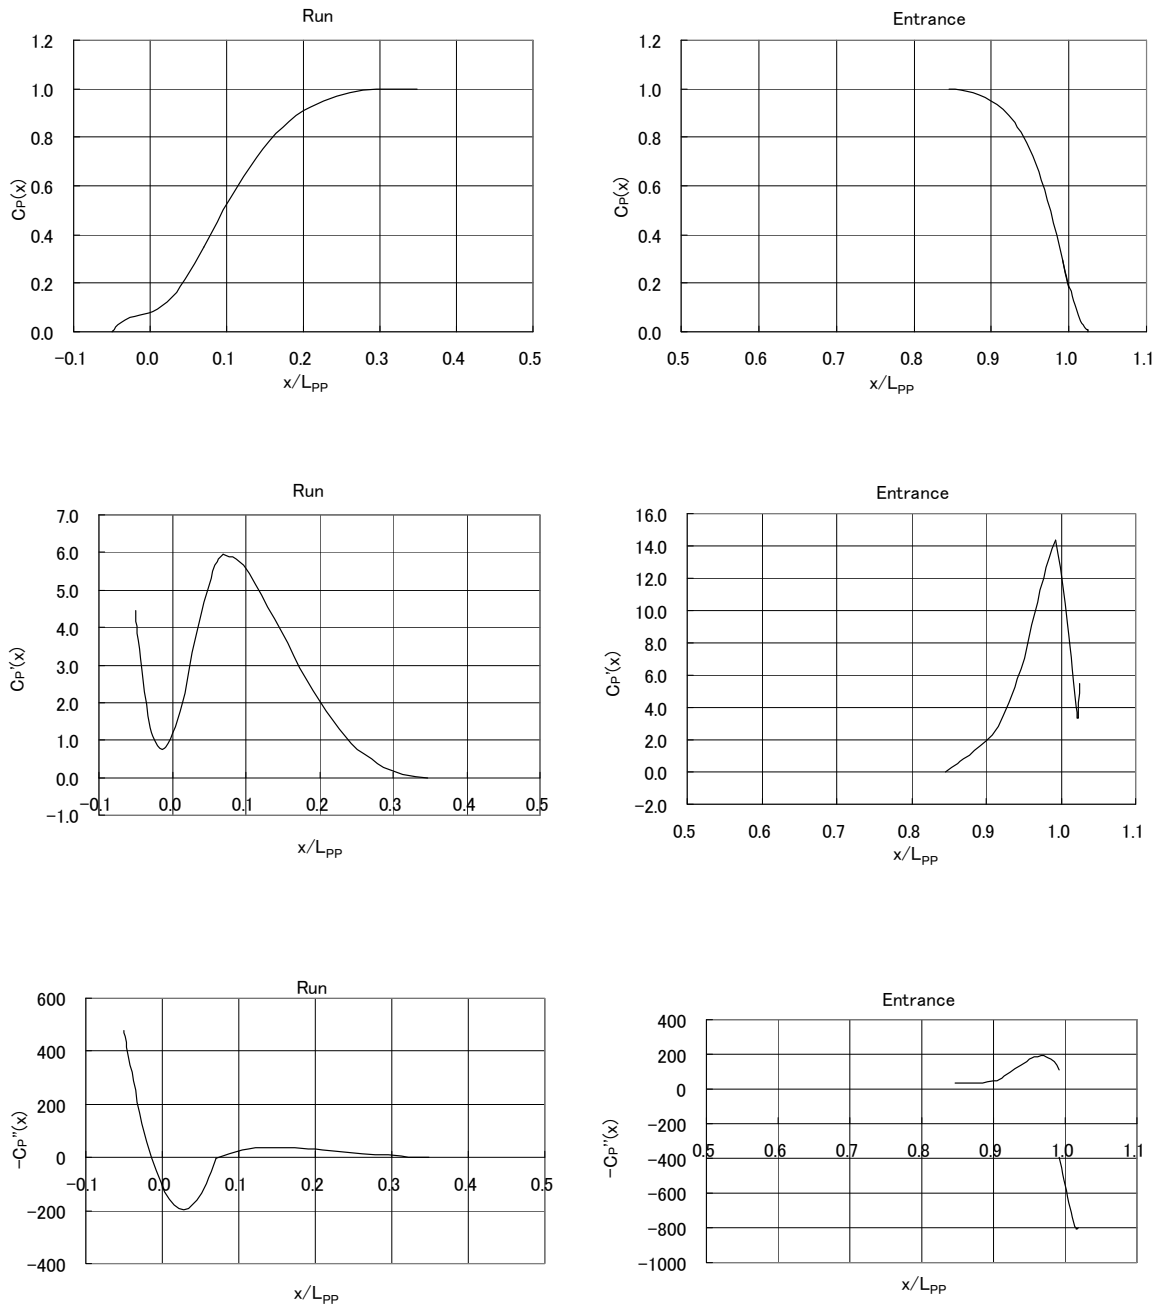 Run
1.2
1.0
0.8
0.6
0.4
0.2
0.0
CP(x)
-0.1 0.0 0.1 0.2 0.3 0.4 0.5
x/LPP
Entrance
1.2
1.0
0.8
0.6
0.4
0.2
0.0
CP(x)
0.5 0.6 0.7 0.8 0.9 1.0 1.1
x/LPP
Run
7.0
6.0
5.0
4.0
3.0
2.0
1.0
0.0
-1.0
CP'(x)
-0.1 0.0 0.1 0.2 0.3 0.4 0.5
x/LPP
Entrance
16.0
14.0
12.0
10.0
8.0
6.0
4.0
2.0
0.0
-2.0
CP'(x)
0.5 0.6 0.7 0.8 0.9 1.0 1.1
x/LPP
Run
600
400
200
0
-200
-400
-CP"(x)
-0.1 0.0 0.1 0.2 0.3 0.4 0.5
x/LPP
Entrance
400
200
0
-200
-400
-600
-800
-1000
-CP"(x)
0.5 0.6 0.7 0.8 0.9 1.0 1.1
x/LPP